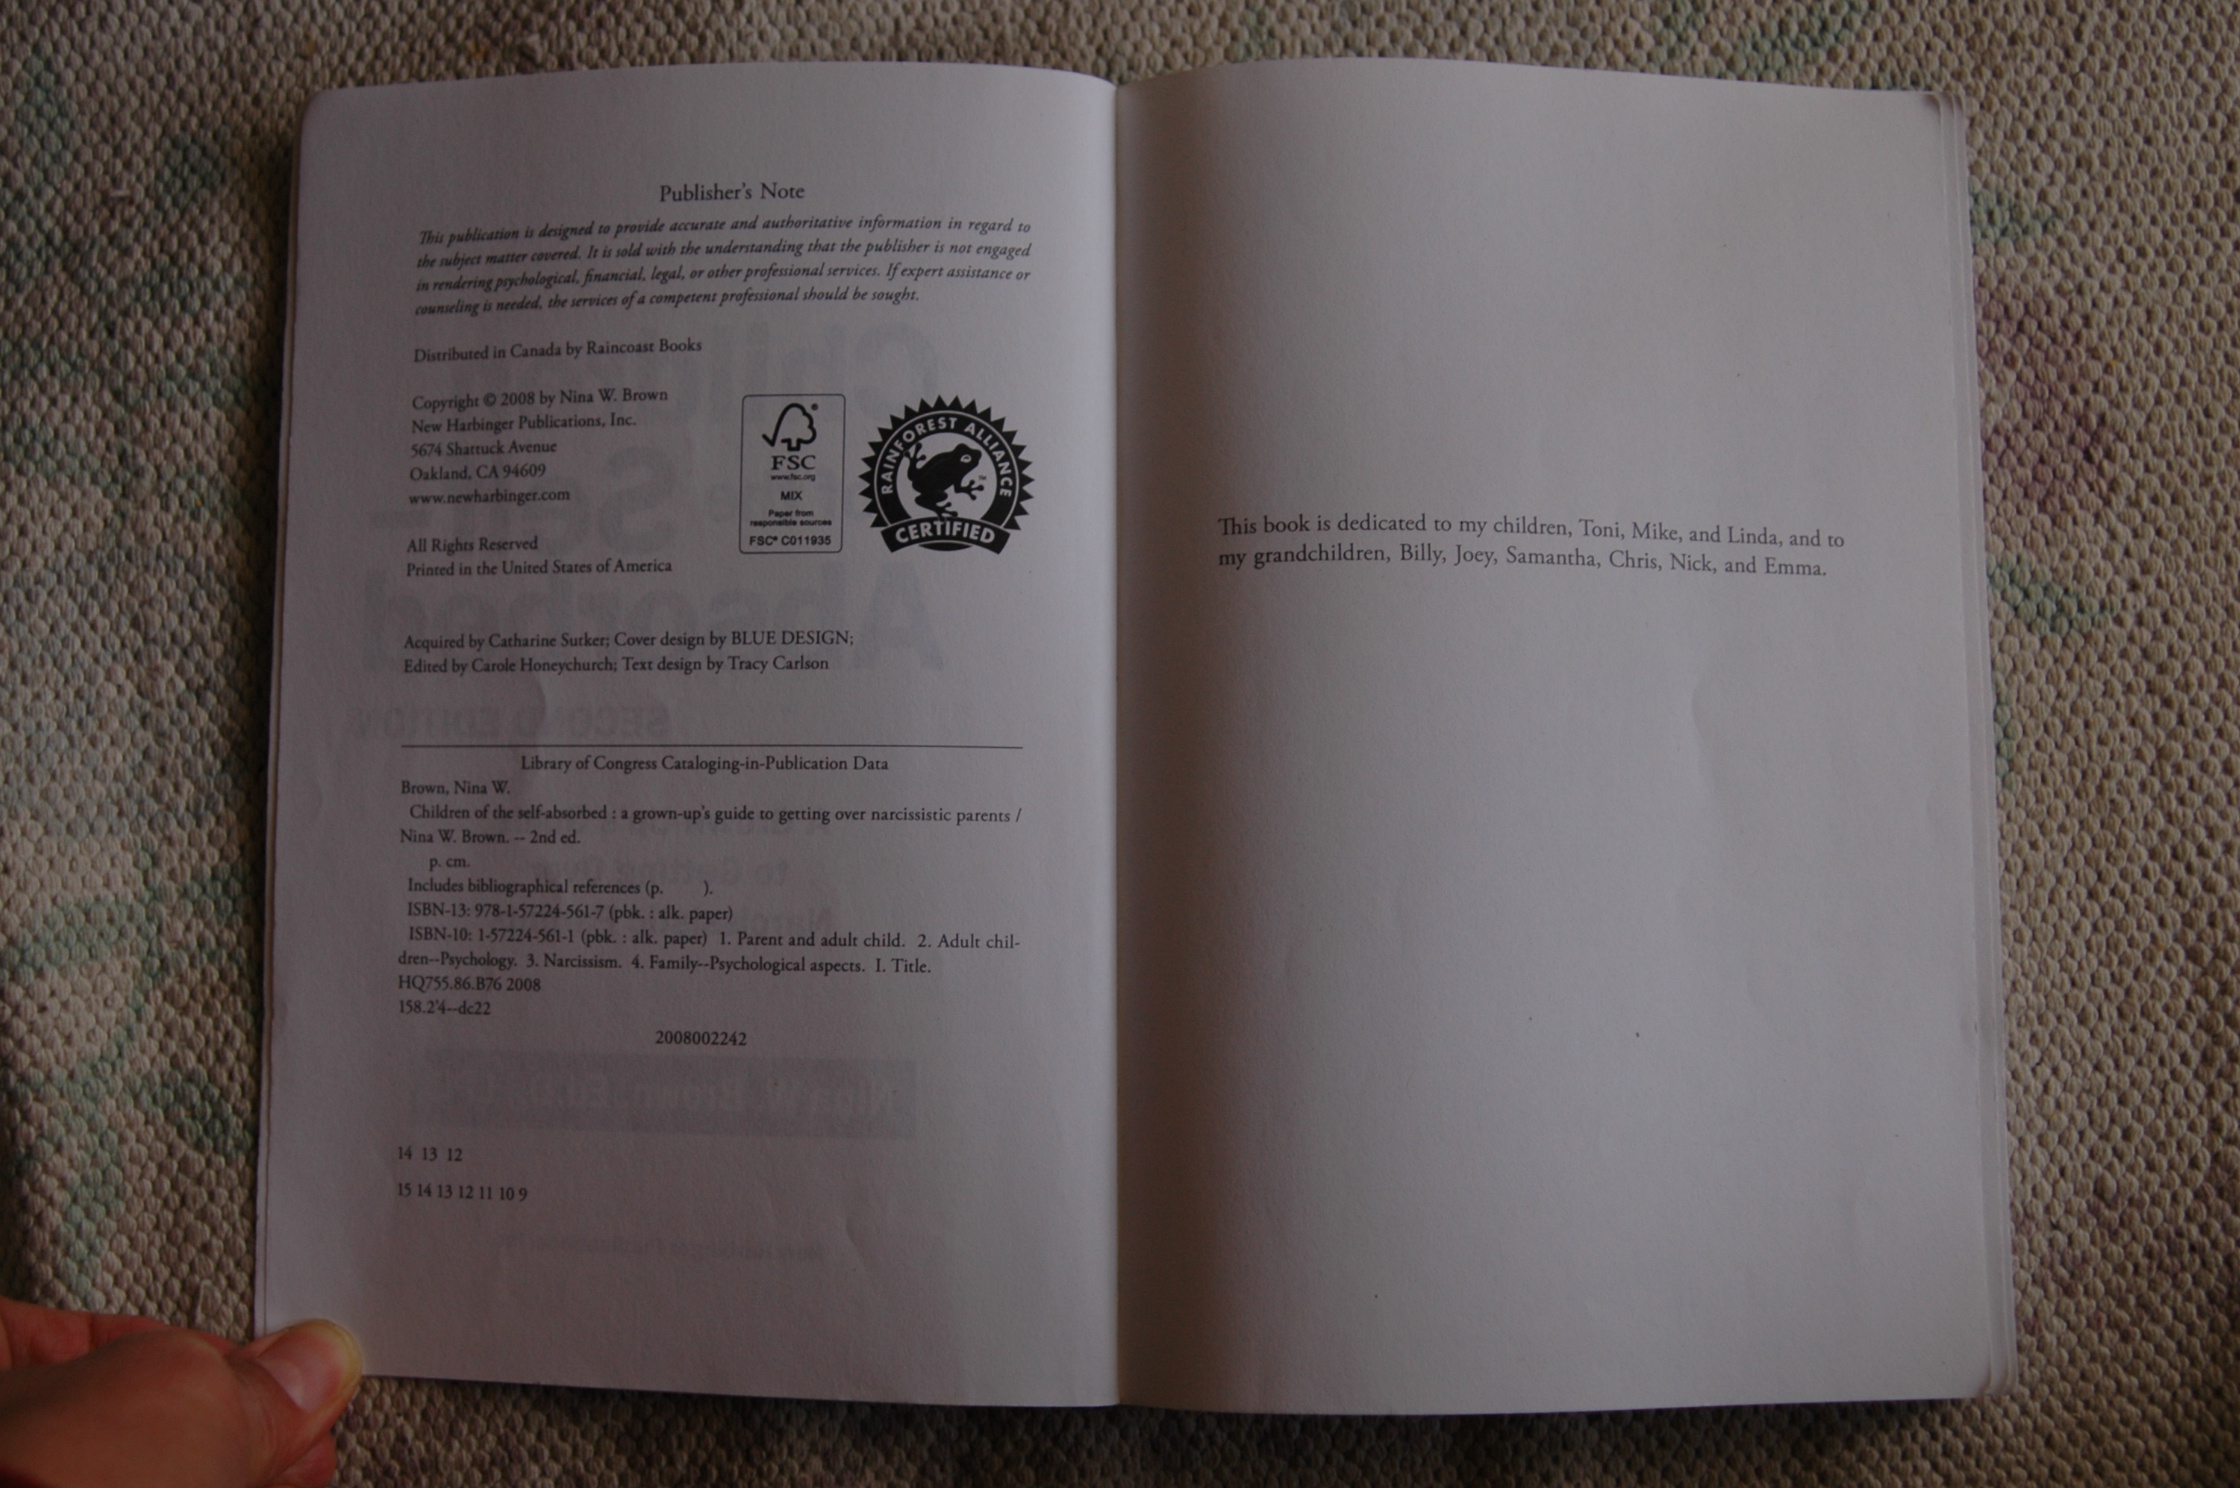 Publisher's Note
This publication is designed to provide accurate and authoritative information in regard to
the subject matter covered. It is sold with the understanding that the publisher is not engaged
in rendering psychological, financial, legal, or other professional services. If expert assistance or
counseling is needed, the services of a competent professional should be sought.
Distributed in Canada by Raincoast Books
Copyright © 2008 by Nina W. Brown
New Harbinger Publications, Inc.
5674 Shattuck Avenue
Oakland, CA 94609
www.newharbinger.com
All Rights Reserved
Printed in the United States of America
FSC
www.fsc.org
MIX
Paper from
responsible sources
FSC® C011935
RAINFOREST ALLIANCE
CERTIFIED
Acquired by Catharine Sutker; Cover design by BLUE DESIGN;
Edited by Carole Honeychurch; Text design by Tracy Carlson
Library of Congress Cataloging-in-Publication Data
Brown, Nina W.
Children of the self-absorbed : a grown-up's guide to getting over narcissistic parents /
Nina W. Brown. -- 2nd ed.
p. cm.
Includes bibliographical references (p. ).
ISBN-13: 978-1-57224-561-7 (pbk. : alk. paper)
ISBN-10: 1-57224-561-1 (pbk. : alk. paper) 1. Parent and adult child. 2. Adult chil-
dren--Psychology. 3. Narcissism. 4. Family--Psychological aspects. I. Title.
HQ755.86.B76 2008
158.2'4--dc22
2008002242
14 13 12
15 14 13 12 11 10 9
This book is dedicated to my children, Toni, Mike, and Linda, and to
my grandchildren, Billy, Joey, Samantha, Chris, Nick, and Emma.